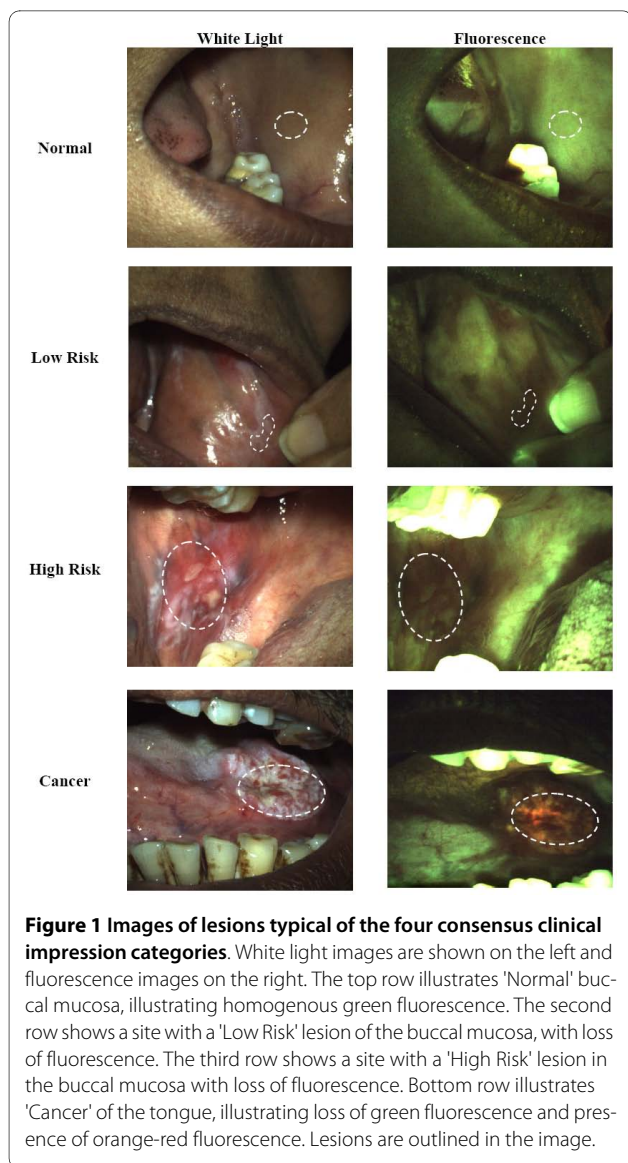 White Light Fluorescence
Normal
Low Risk
High Risk
Cancer
Figure 1 Images of lesions typical of the four consensus clinical
impression categories. White light images are shown on the left and
fluorescence images on the right. The top row illustrates 'Normal' buc-
cal mucosa, illustrating homogenous green fluorescence. The second
row shows a site with a 'Low Risk' lesion of the buccal mucosa, with loss
of fluorescence. The third row shows a site with a 'High Risk' lesion in
the buccal mucosa with loss of fluorescence. Bottom row illustrates
'Cancer' of the tongue, illustrating loss of green fluorescence and pres-
ence of orange-red fluorescence. Lesions are outlined in the image.